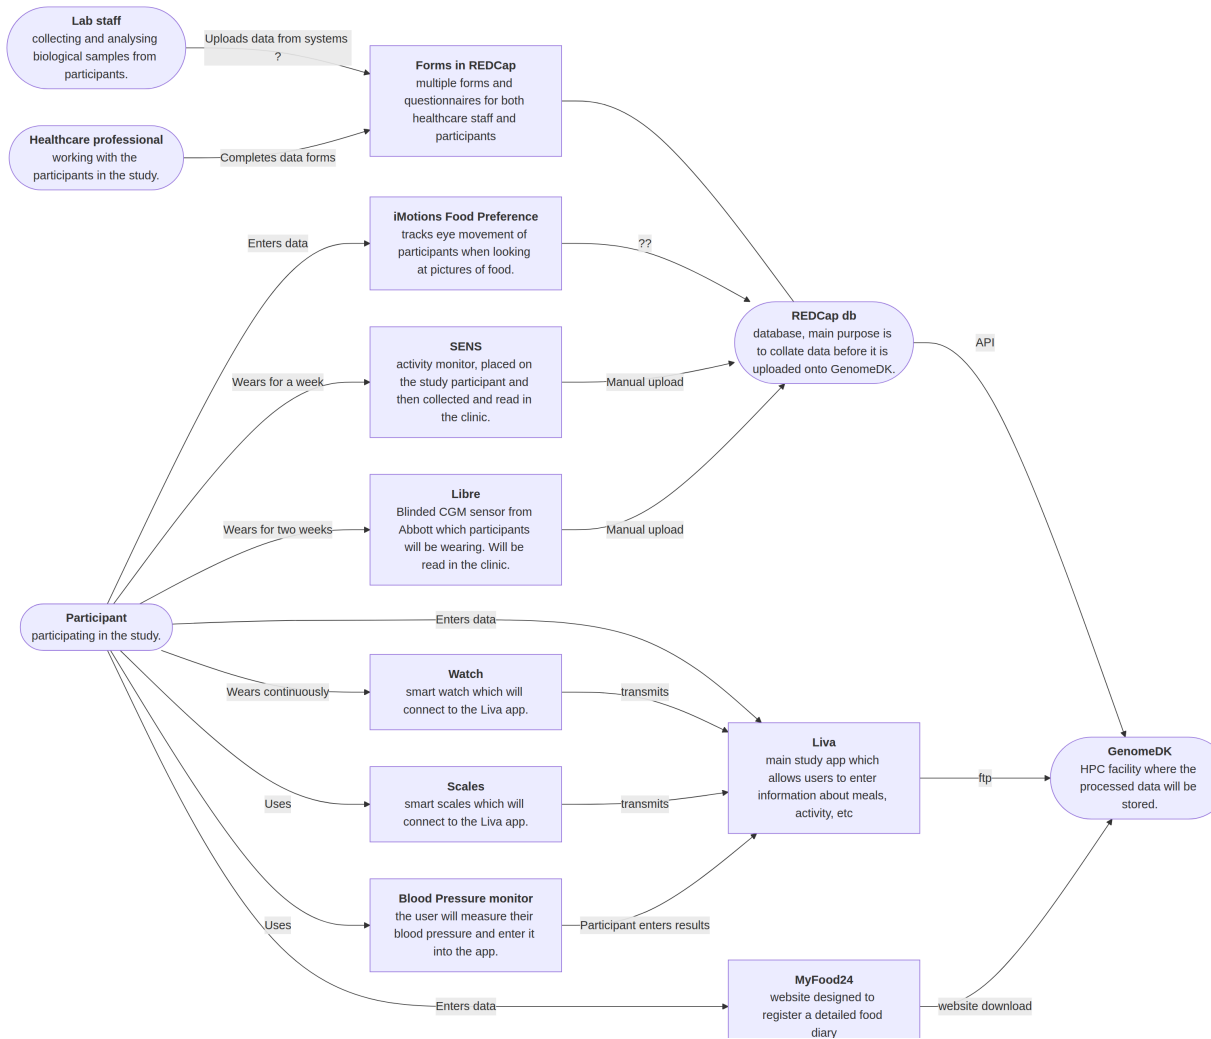 Lab staff
collecting and analysing
biological samples from
participants.
Uploads data from systems
?
Forms in REDCap
multiple forms and
questionnaires for both
healthcare staff and
participants
Healthcare professional
working with the
participants in the study.
Completes data forms
iMotions Food Preference
tracks eye movement of
participants when looking
at pictures of food.
Enters data
??
REDCap db
database, main purpose is
to collate data before it is
uploaded onto GenomeDK.
API
SENS
activity monitor, placed on
the study participant and
then collected and read in
the clinic.
Wears for a week
Manual upload
Libre
Blinded CGM sensor from
Abbott which participants
will be wearing. Will be
read in the clinic.
Wears for two weeks
Manual upload
Participant
participating in the study.
Enters data
Watch
smart watch which will
connect to the Liva app.
Wears continuously
transmits
Liva
main study app which
allows users to enter
information about meals,
activity, etc
ftp
GenomeDK
HPC facility where the
processed data will be
stored.
Scales
smart scales which will
connect to the Liva app.
Uses
transmits
Blood Pressure monitor
the user will measure their
blood pressure and enter it
into the app.
Uses
Participant enters results
Enters data
MyFood24
website designed to
register a detailed food
diary
website download